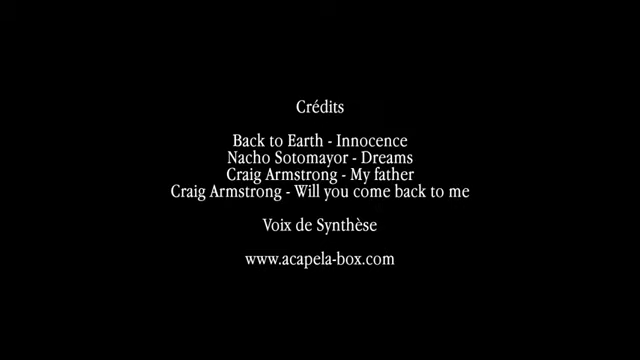 Crédits
Back to Earth - Innocence
Nacho Sotomayor - Dreams
Craig Armstrong - My father
Craig Armstrong - Will you come back to me
Voix de Synthèse
www.acapela-box.com